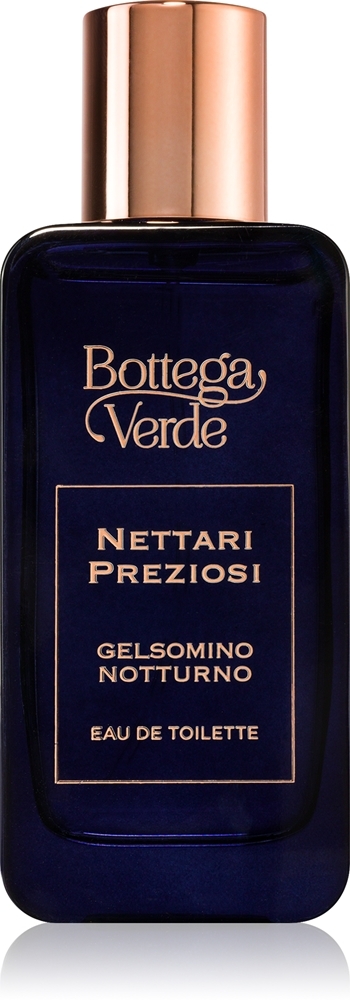 Bottega
Verde
NETTARI
PREZIOSI
GELSOMINO
NOTTURNO
EAU DE TOILETTE